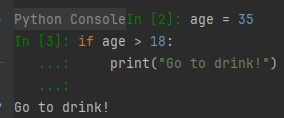 Python Console In [2]: age = 35
In [3]: if age > 18:
   ...:     print("Go to drink!")
   ...:
Go to drink!